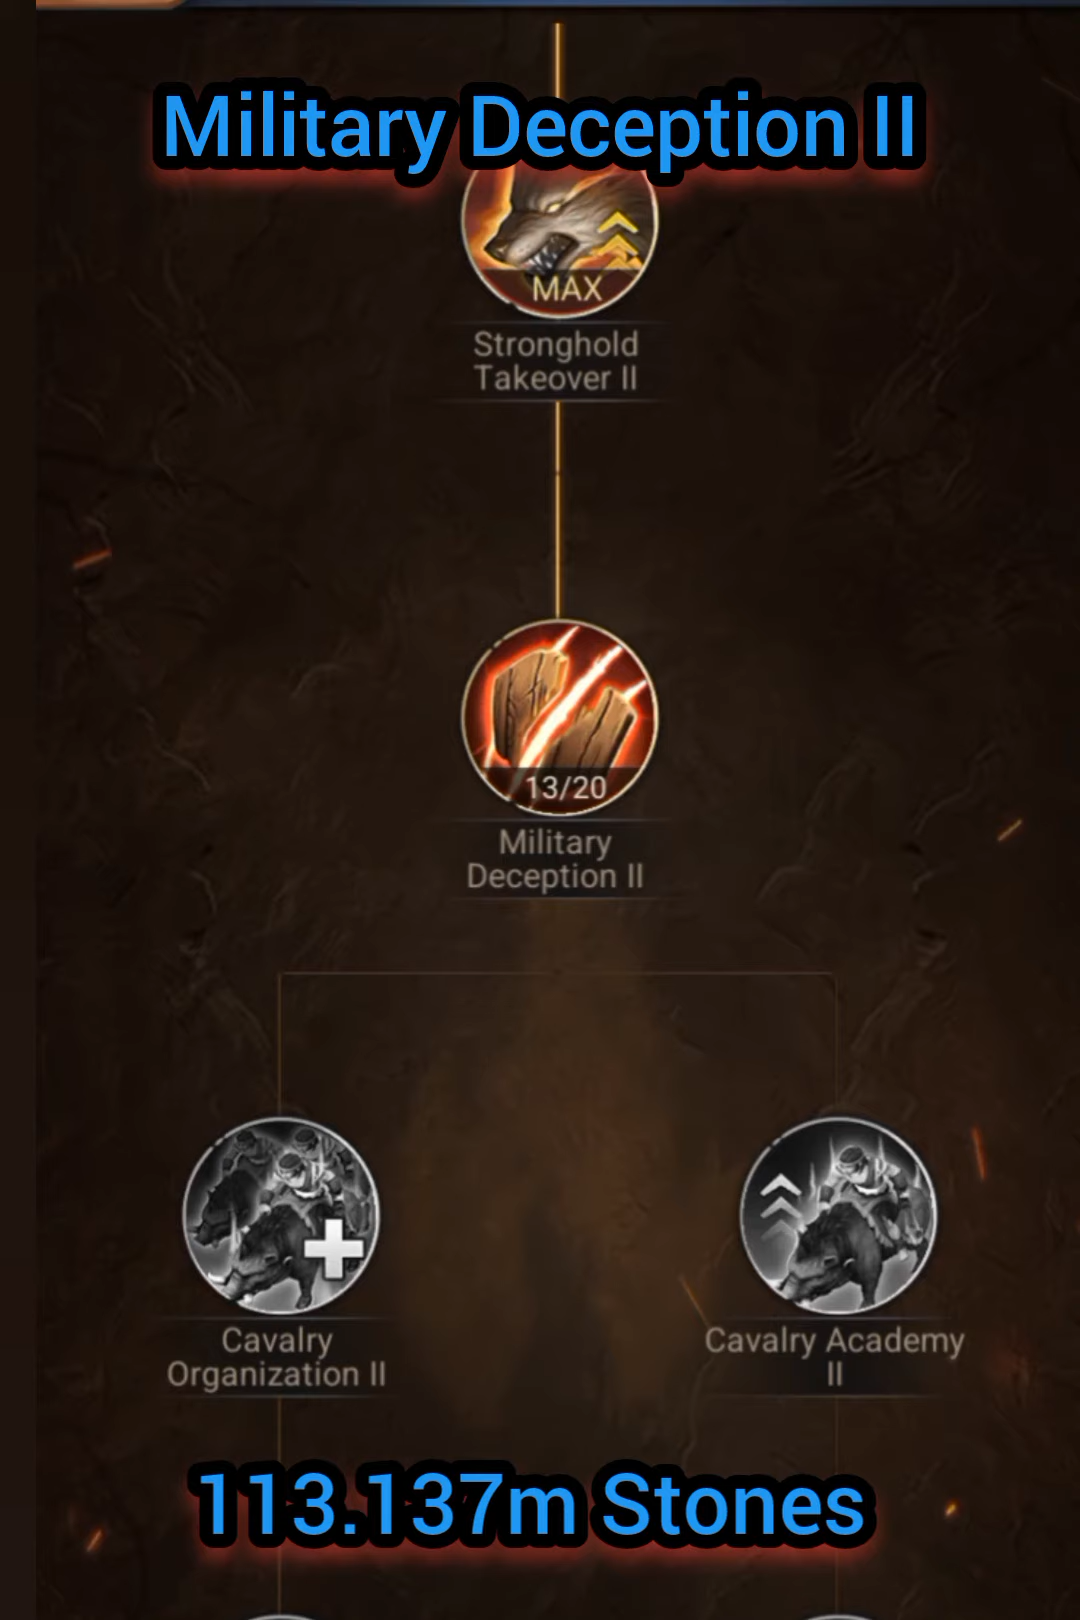 Military Deception II
MAX
Stronghold
Takeover II
13/20
Military
Deception II
Cavalry
Organization II
Cavalry Academy
II
113.137m Stones